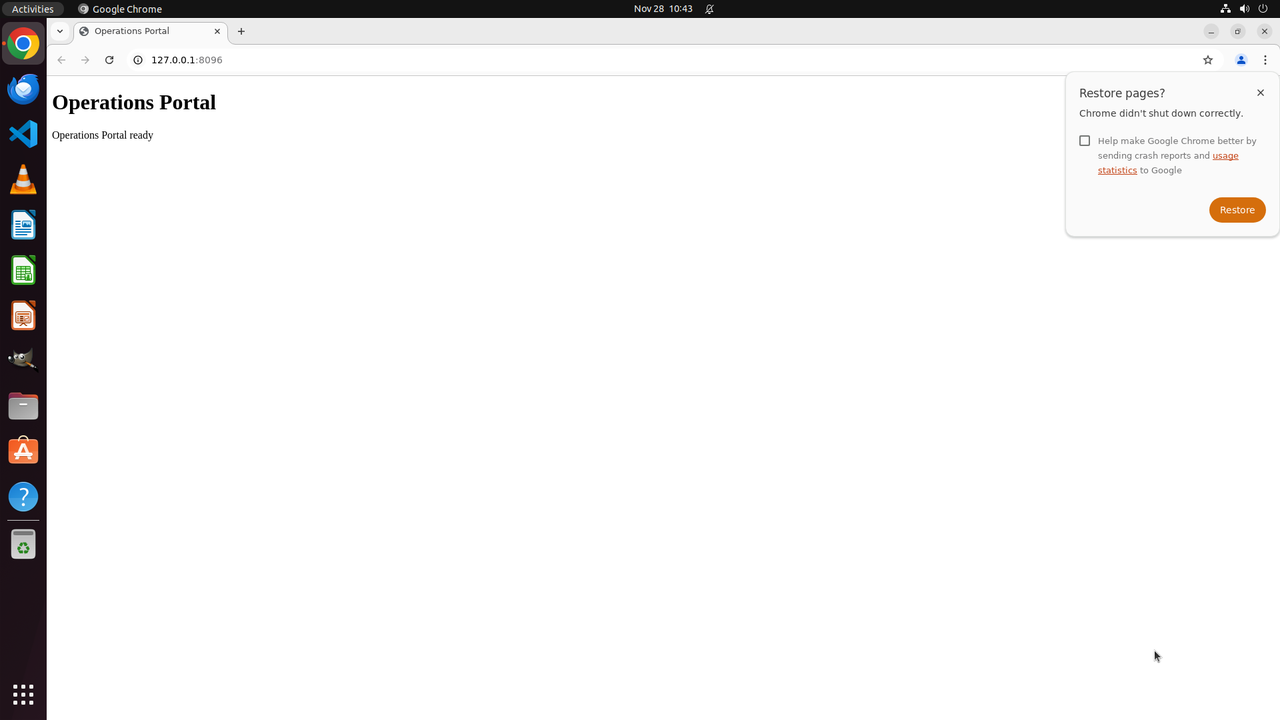 Activities
Google Chrome
Nov 28 10:43
Operations Portal
127.0.0.1:8096
Operations Portal
Operations Portal ready
Restore pages?
Chrome didn't shut down correctly.
Help make Google Chrome better by
sending crash reports and usage
statistics to Google
Restore